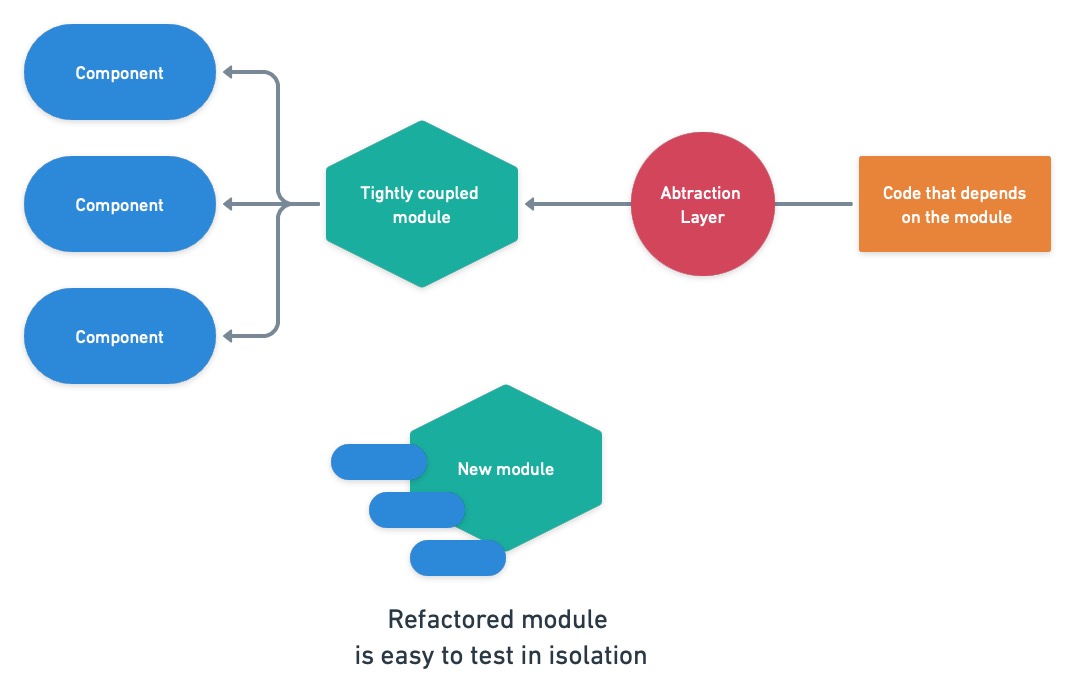 Component
Component
Component
Tightly coupled
module
Abtraction
Layer
Code that depends
on the module
New module
Refactored module
is easy to test in isolation